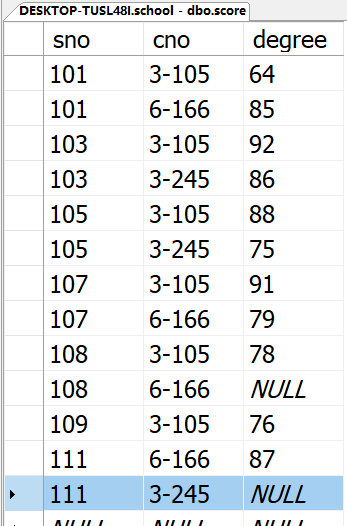 DESKTOP-TUSL48I.school - dbo.score
sno cno degree
101 3-105 64
101 6-166 85
103 3-105 92
103 3-245 86
105 3-105 88
105 3-245 75
107 3-105 91
107 6-166 79
108 3-105 78
108 6-166 NULL
109 3-105 76
111 6-166 87
111 3-245 NULL
NULL NULL NULL